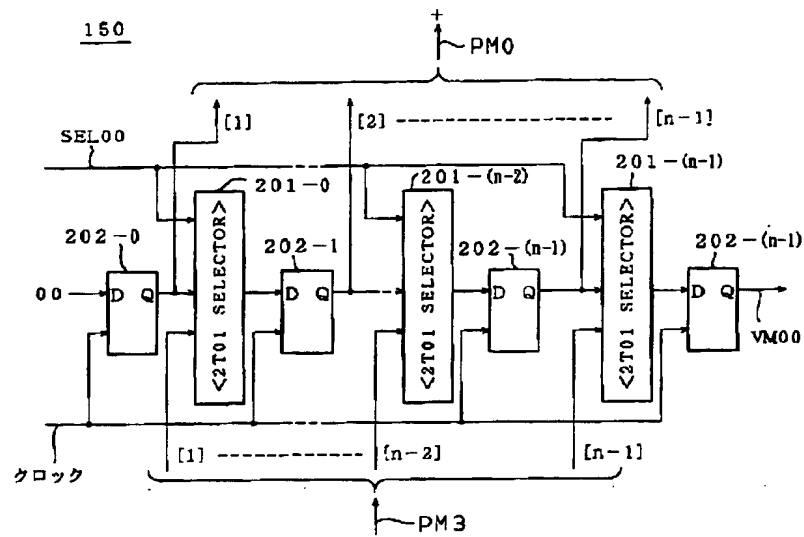 150
PM0
[1]
[2]
[n-1]
SEL00
201-0
201-(n-2)
201-(n-1)
202-0
202-1
202-(n-1)
202-(n-1)
00
D Q
<2TO1 SELECTOR>
D Q
<2TO1 SELECTOR>
D Q
<2TO1 SELECTOR>
D Q
VM00
クロック
[1]
[n-2]
[n-1]
PM3